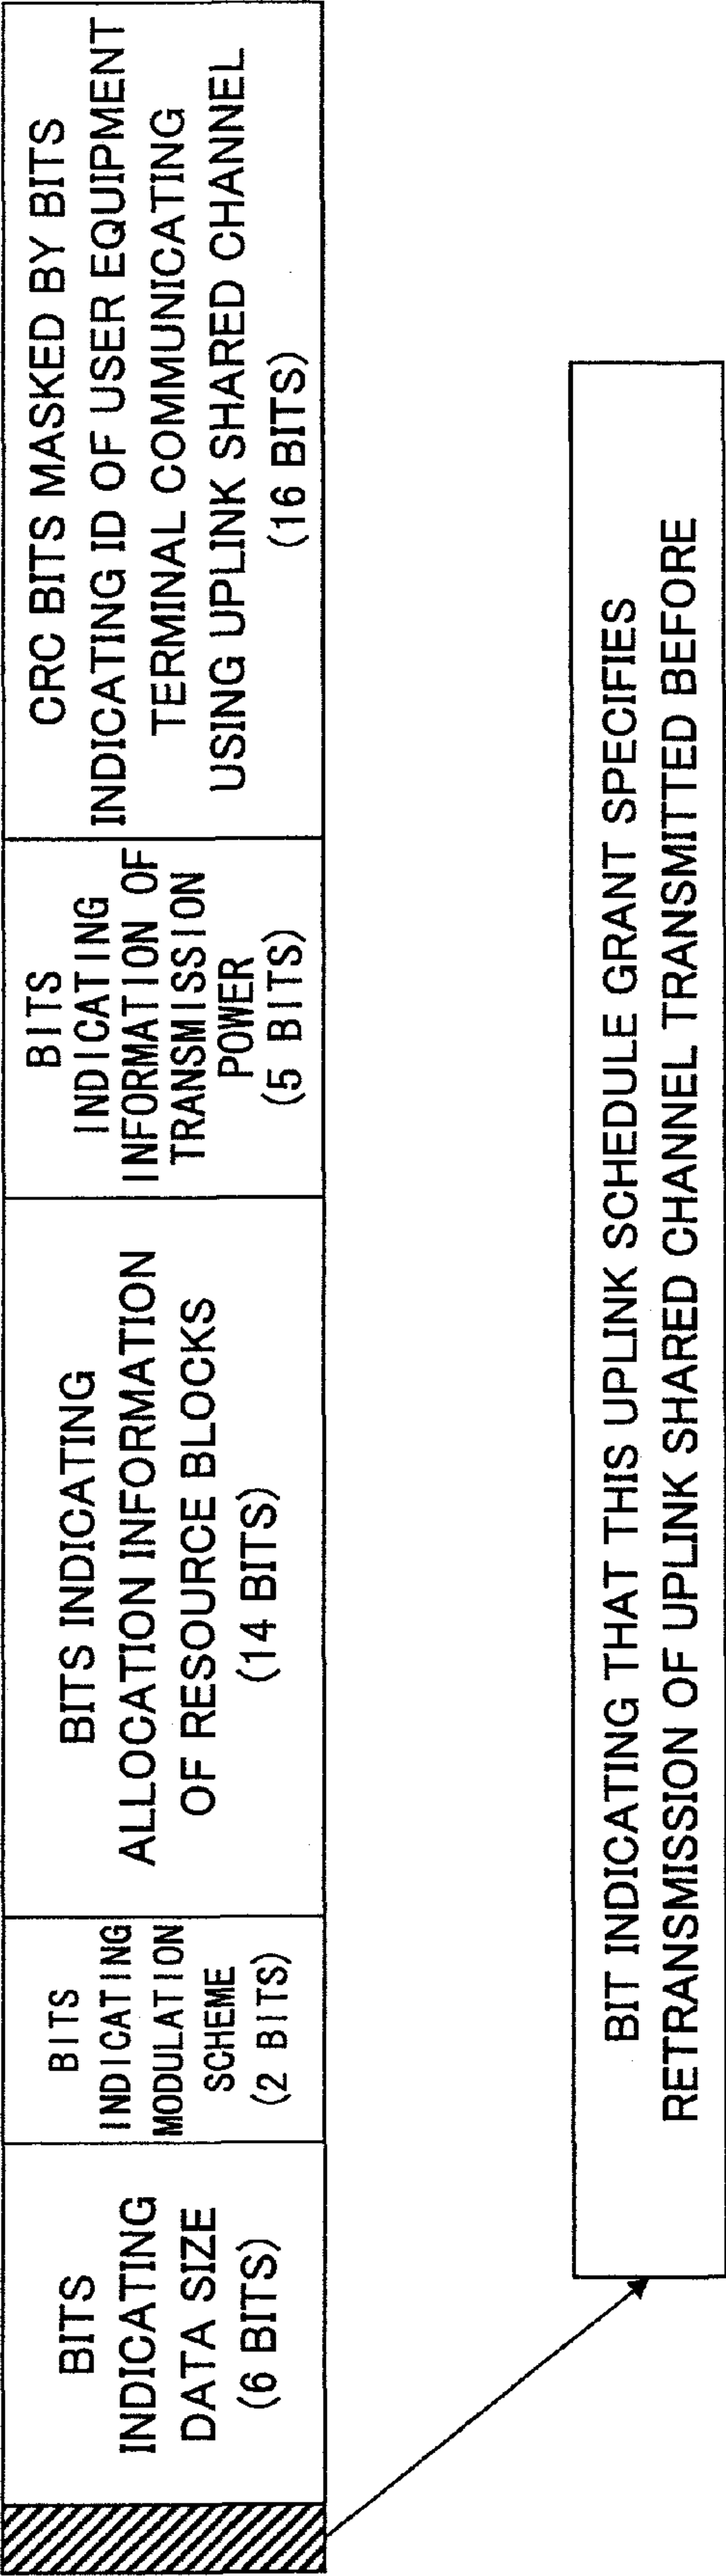 BITS
INDICATING
DATA SIZE
(6 BITS)
BITS
INDICATING
MODULATION
SCHEME
(2 BITS)
BITS INDICATING
ALLOCATION INFORMATION
OF RESOURCE BLOCKS
(14 BITS)
BITS
INDICATING
INFORMATION OF
TRANSMISSION
POWER
(5 BITS)
CRC BITS MASKED BY BITS
INDICATING ID OF USER EQUIPMENT
TERMINAL COMMUNICATING
USING UPLINK SHARED CHANNEL
(16 BITS)
BIT INDICATING THAT THIS UPLINK SCHEDULE GRANT SPECIFIES
RETRANSMISSION OF UPLINK SHARED CHANNEL TRANSMITTED BEFORE